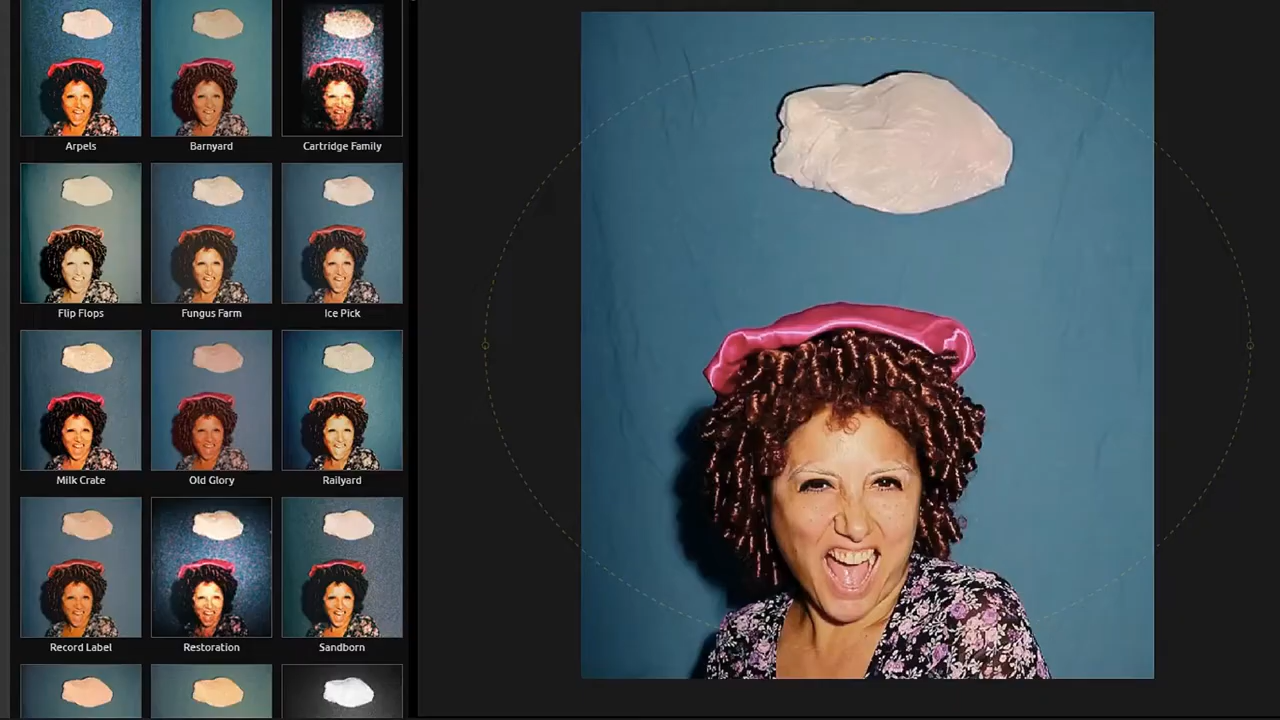 Arpels
Barnyard
Cartridge Family
Flip Flops
Fungus Farm
Ice Pick
Milk Crate
Old Glory
Railyard
Record Label
Restoration
Sandborn